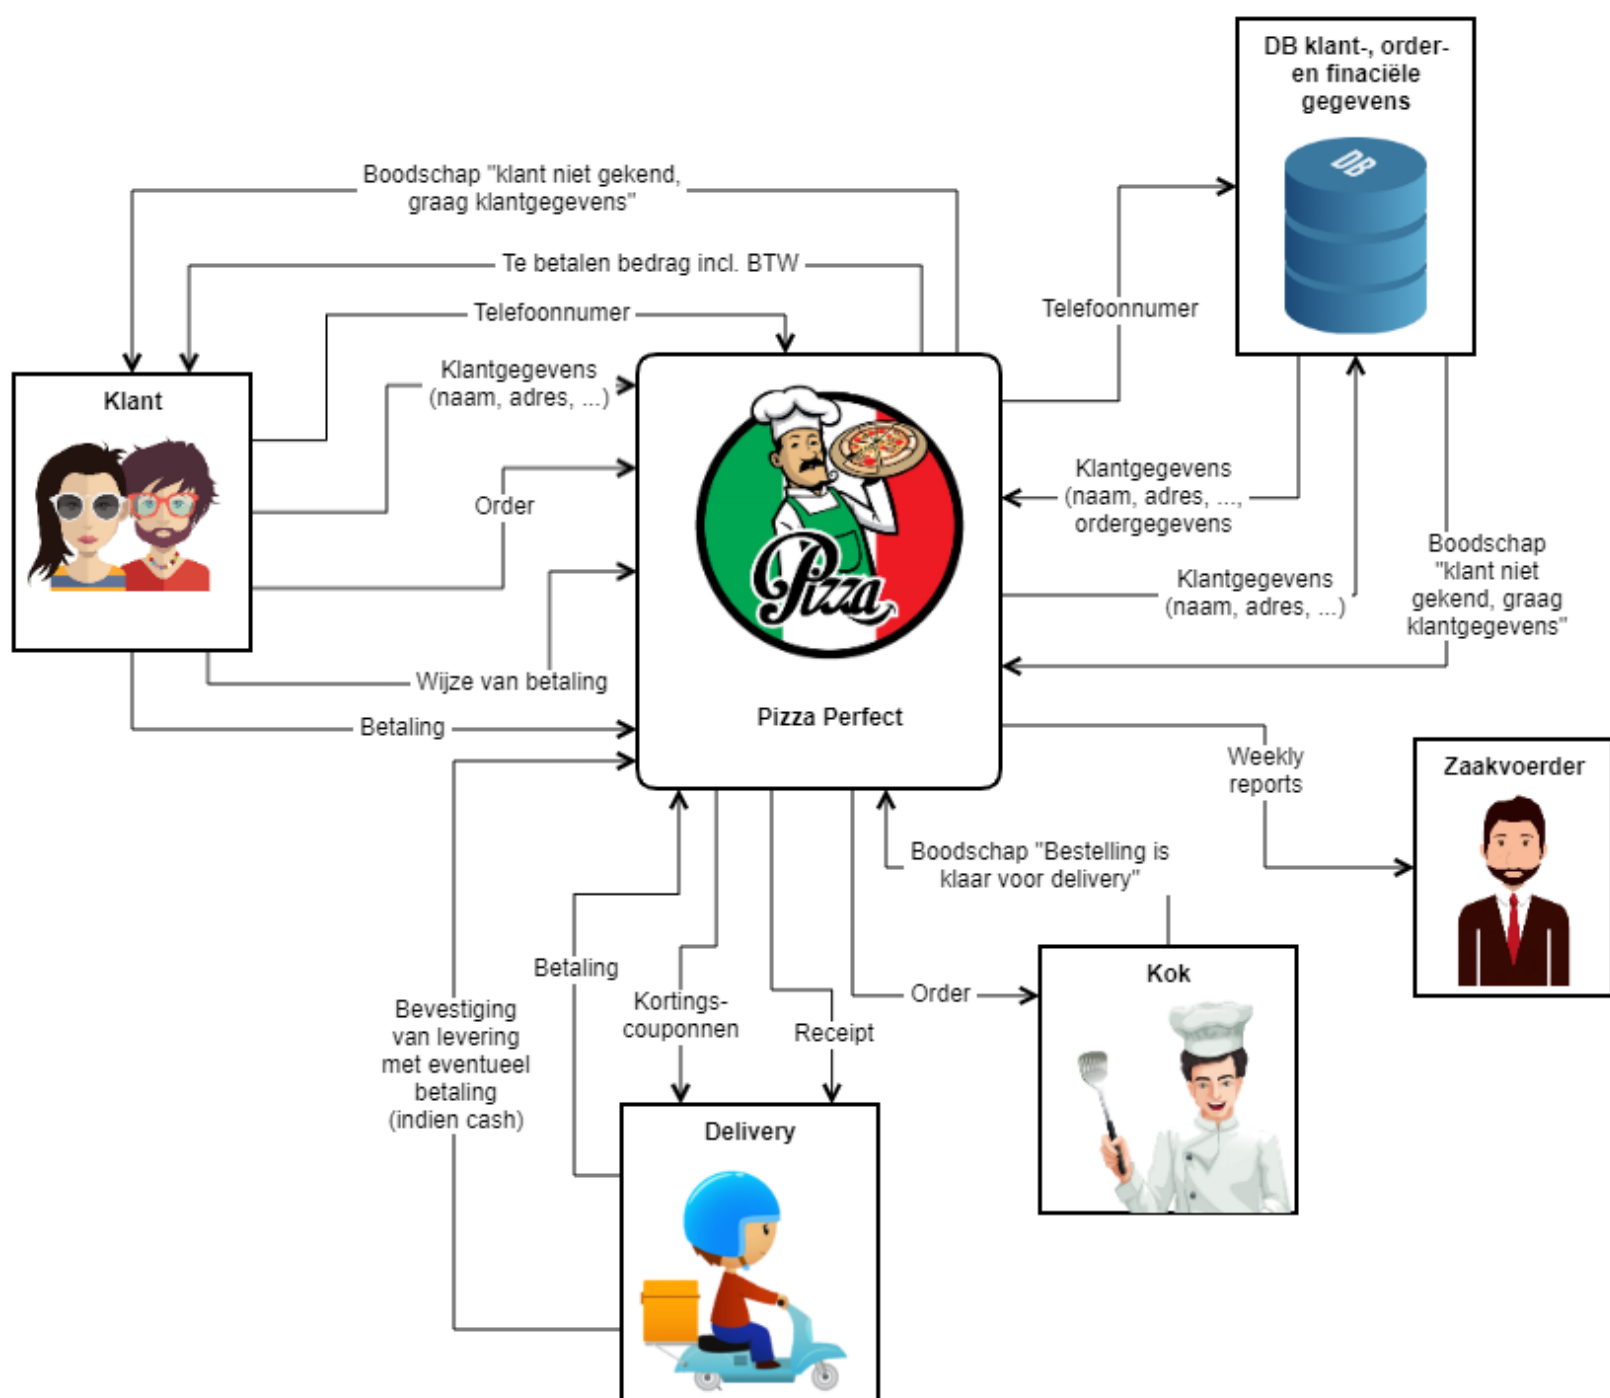 DB klant-, order-
en finaciële
gegevens
DB
Boodschap "klant niet gekend,
graag klantgegevens"
Te betalen bedrag incl. BTW
Telefoonnumer
Telefoonnumer
Klant
Klantgegevens
(naam, adres, ...)
Order
Wijze van betaling
Betaling
Pizza
Pizza Perfect
Klantgegevens
(naam, adres, ...,
ordergegevens
Klantgegevens
(naam, adres, ...)
Boodschap
"klant niet
gekend, graag
klantgegevens"
Weekly
reports
Zaakvoerder
Boodschap "Bestelling is
klaar voor delivery"
Betaling
Kortings-
couponnen
Receipt
Order
Kok
Bevestiging
van levering
met eventueel
betaling
(indien cash)
Delivery